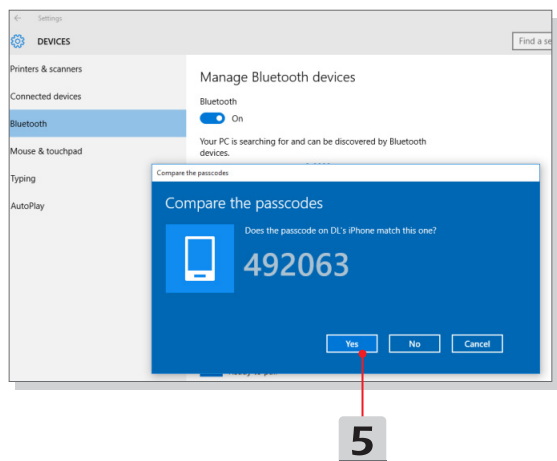 ← Settings
DEVICES
Find a se
Printers & scanners
Connected devices
Bluetooth
Mouse & touchpad
Typing
AutoPlay
Manage Bluetooth devices
Bluetooth
On
Your PC is searching for and can be discovered by Bluetooth
devices.
Compare the passcodes
Compare the passcodes
Does the passcode on DL's iPhone match this one?
492063
Yes No Cancel
5